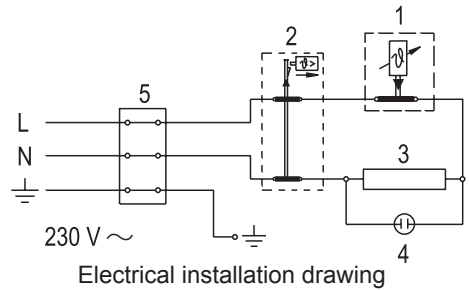 1
2
ϑ
ϑ >
5
L
N
3
4
230 V ~
Electrical installation drawing